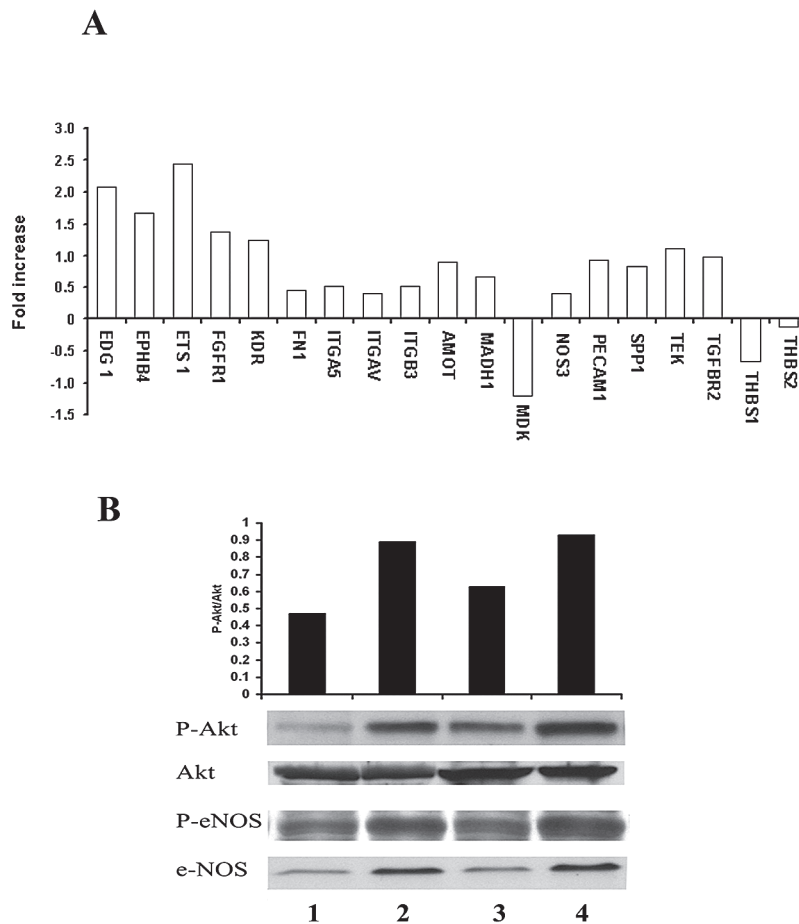 A
3.0
2.5
2.0
1.5
1.0
0.5
0
-0.5
-1.0
-1.5
Fold increase
EDG 1
EPHB4
ETS 1
FGFR1
KDR
FN1
ITGA5
ITGAV
ITGB3
AMOT
MADH1
MDK
NOS3
PECAM1
SPP1
TEK
TGFBR2
THBS1
THBS2
B
1
0.9
0.8
0.7
0.6
0.5
0.4
0.3
0.2
0.1
0
P-Akt/Akt
P-Akt
Akt
P-eNOS
e-NOS
1 2 3 4